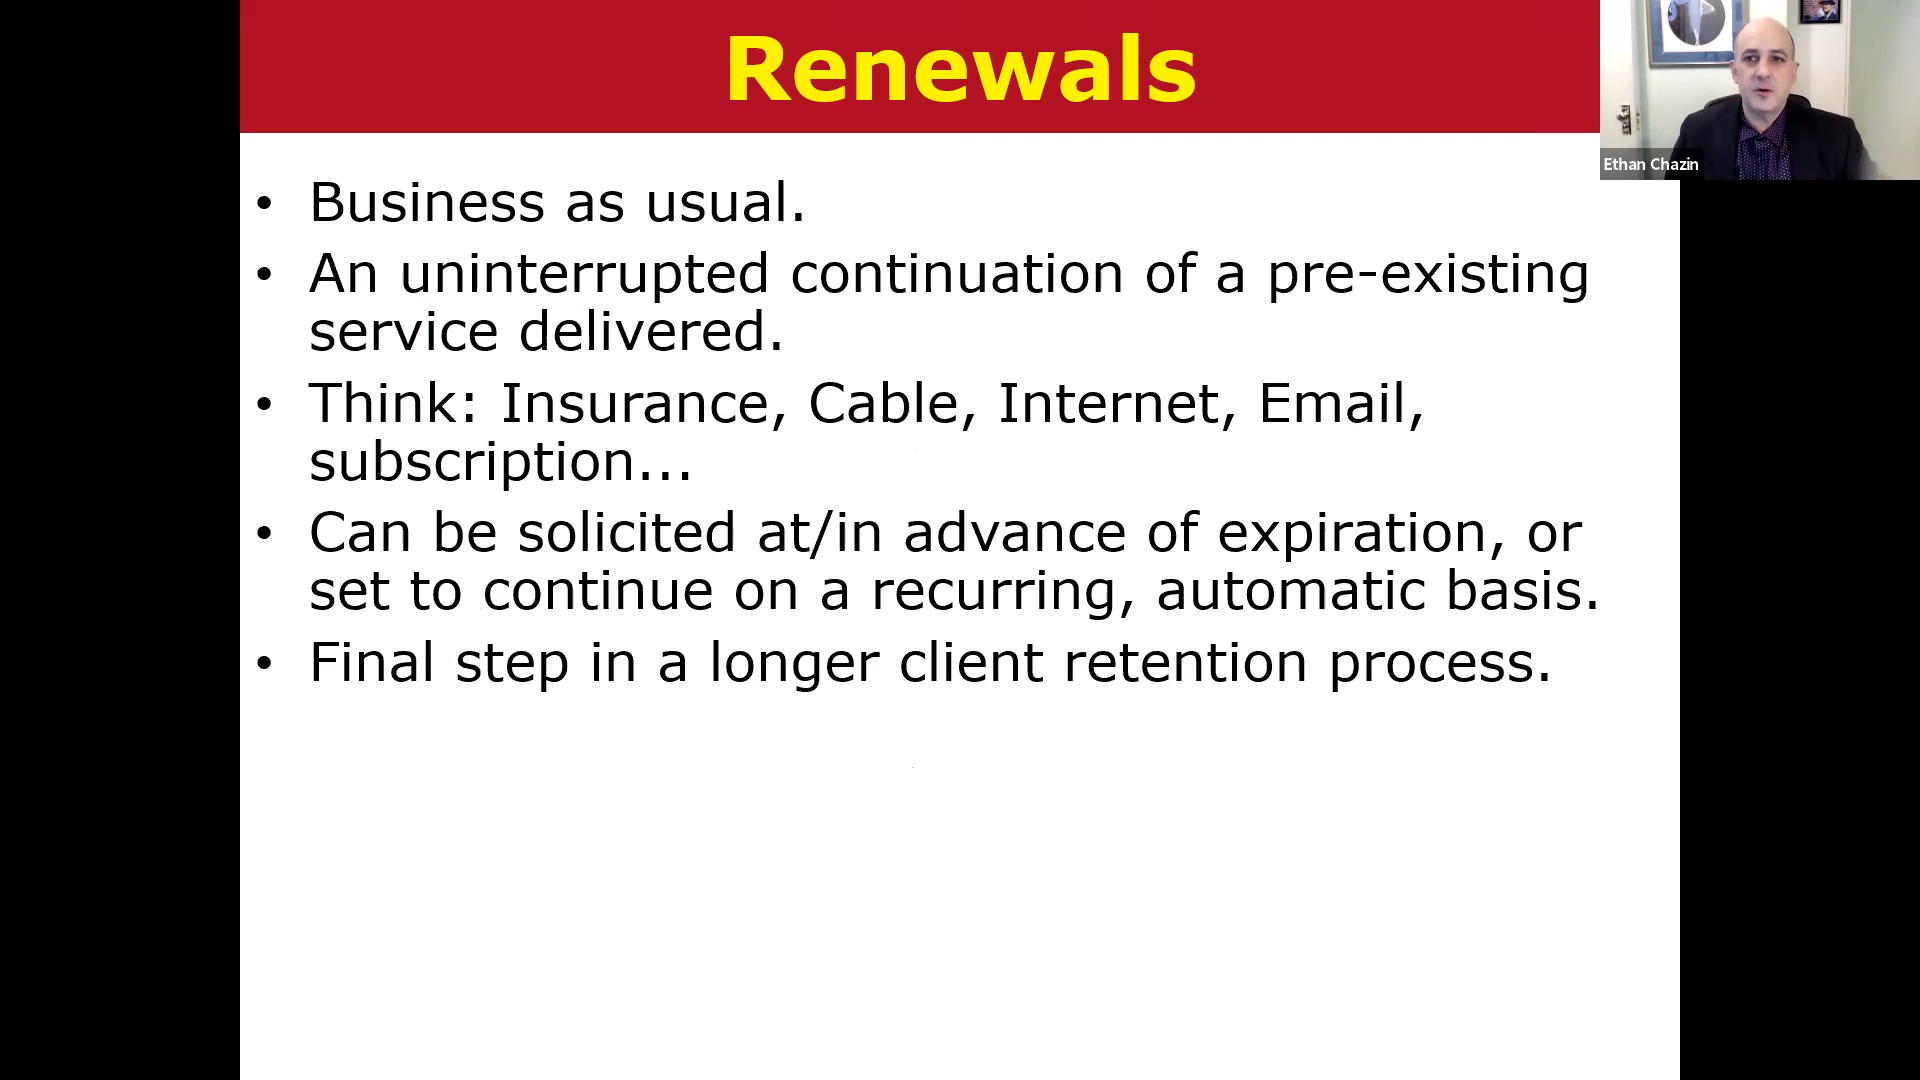 Renewals
Ethan Chazin
• Business as usual.
• An uninterrupted continuation of a pre-existing
service delivered.
• Think: Insurance, Cable, Internet, Email,
subscription...
• Can be solicited at/in advance of expiration, or
set to continue on a recurring, automatic basis.
• Final step in a longer client retention process.